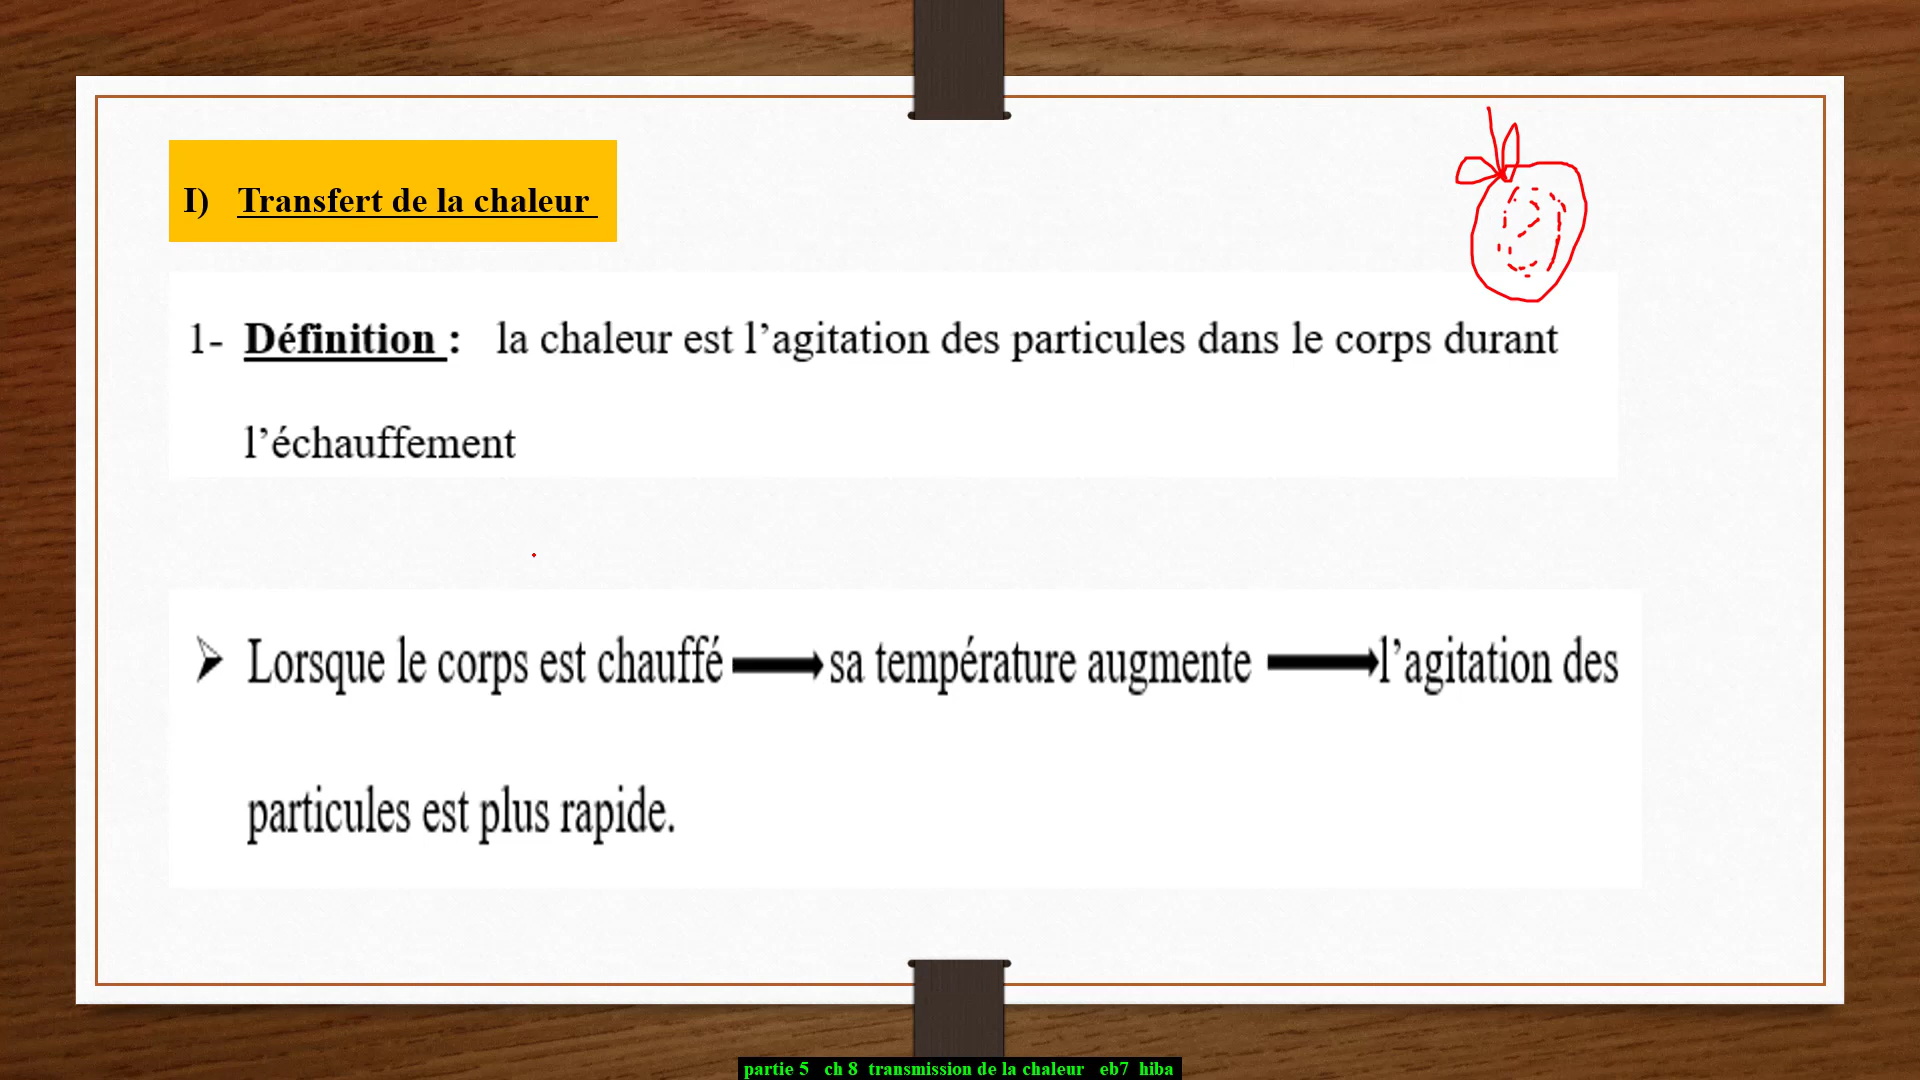 I) Transfert de la chaleur
1- Définition : la chaleur est l’agitation des particules dans le corps durant
l’échauffement
➢ Lorsque le corps est chauffé ➞ sa température augmente ➞ l’agitation des
particules est plus rapide.
partie 5 ch 8 transmission de la chaleur eb7 hiba